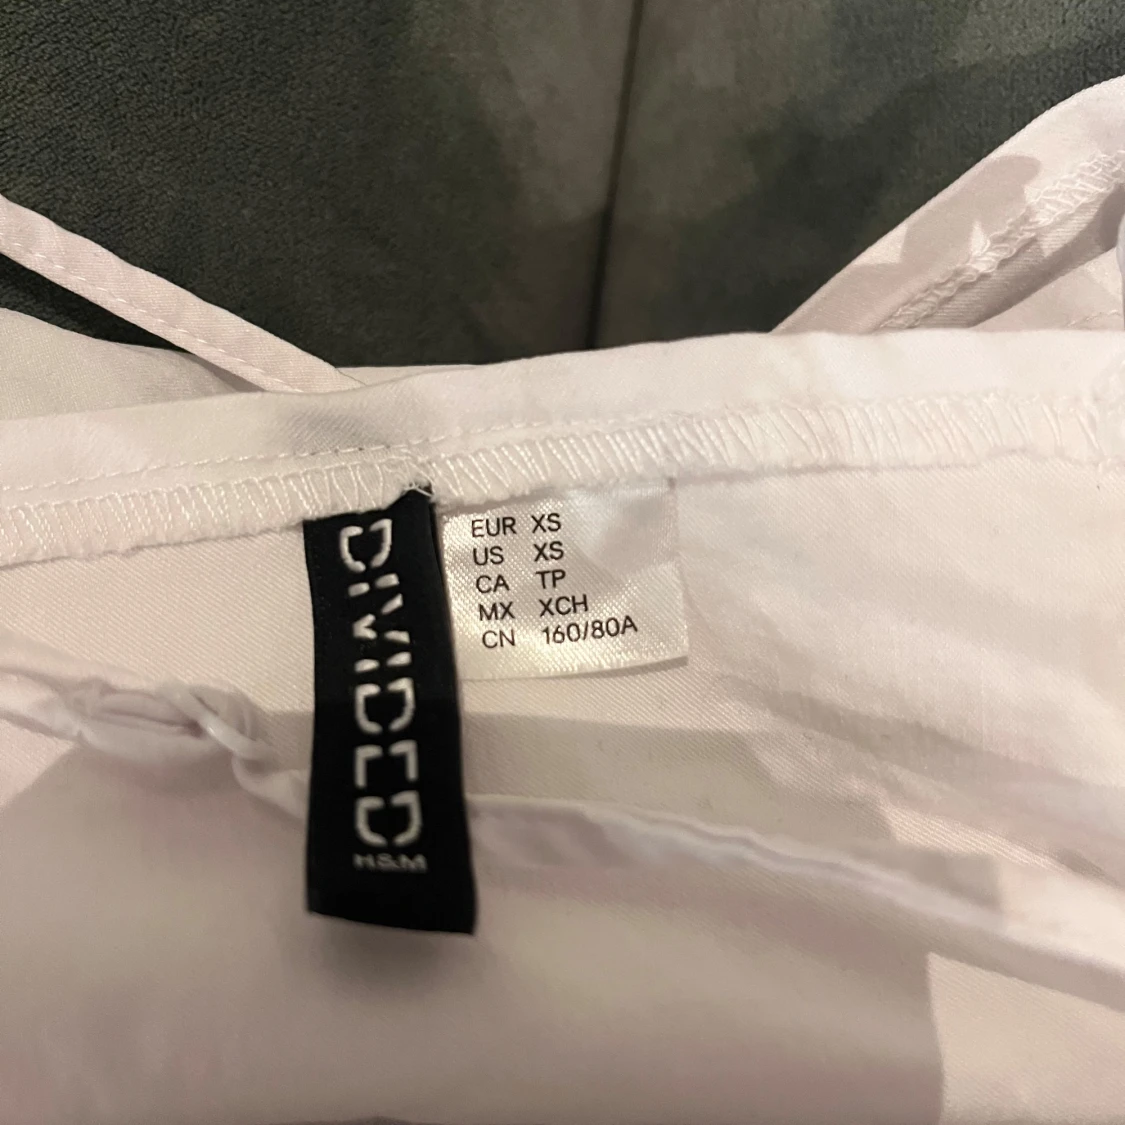 DIVIDED
H&M
EUR XS
US XS
CA TP
MX XCH
CN 160/80A